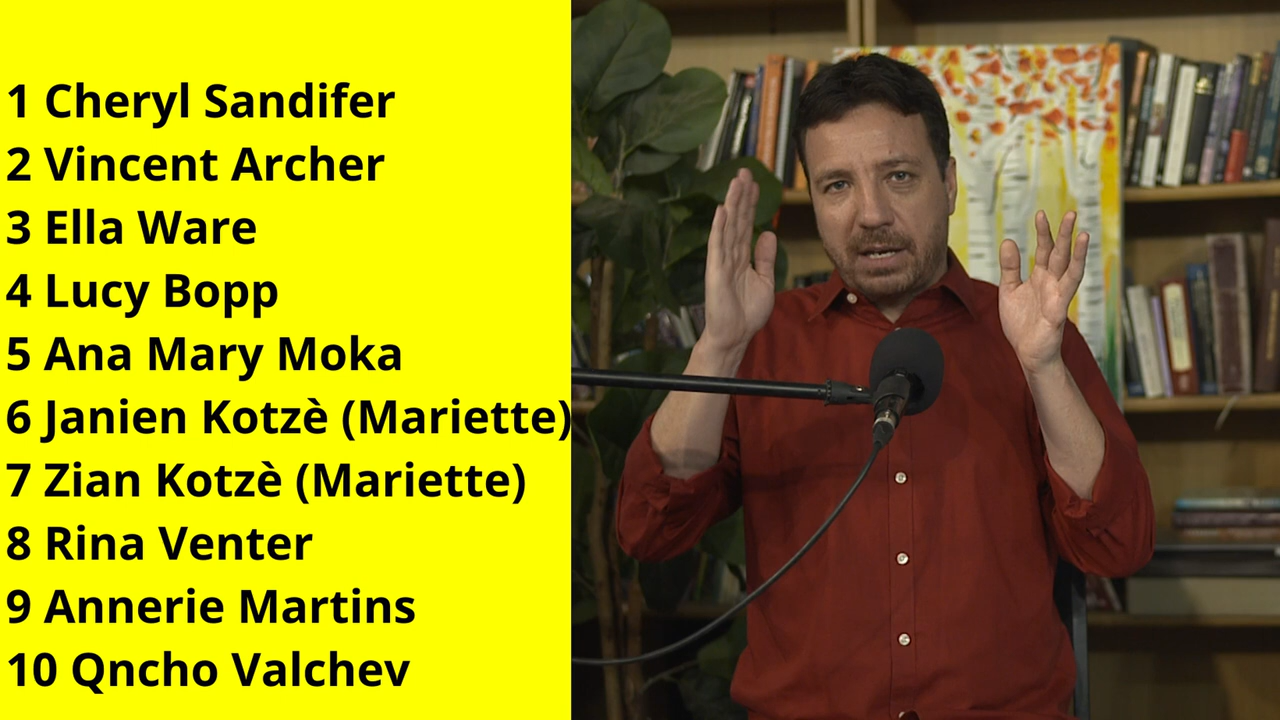 1 Cheryl Sandifer
2 Vincent Archer
3 Ella Ware
4 Lucy Bopp
5 Ana Mary Moka
6 Janien Kotzè (Mariette)
7 Zian Kotzè (Mariette)
8 Rina Venter
9 Annerie Martins
10 Qncho Valchev